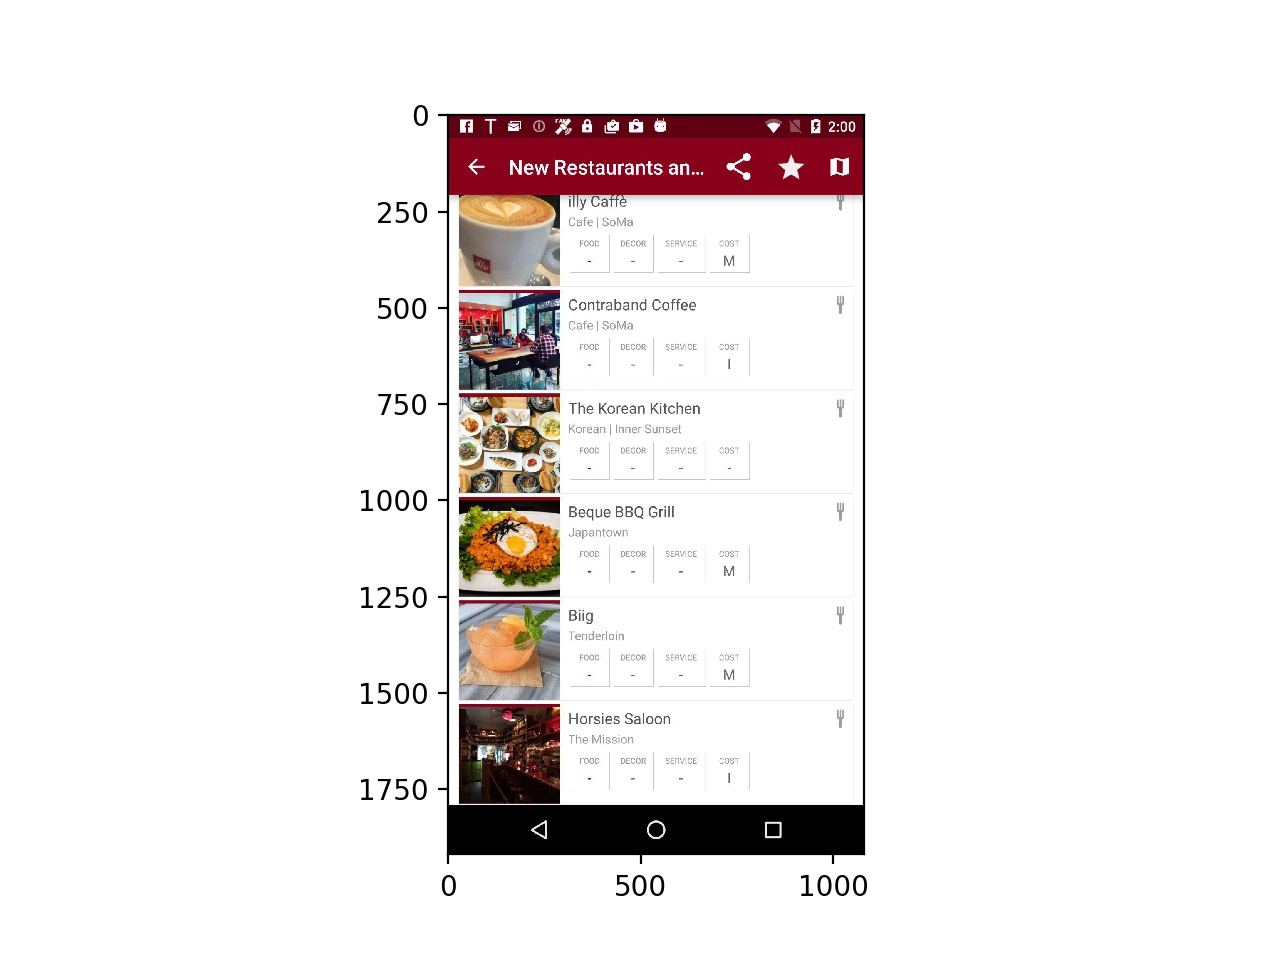 0
250
500
750
1000
1250
1500
1750
0
500
1000
2:00
New Restaurants an...
illy Caffè
Cafe | SoMa
FOOD DECOR SERVICE COST
- - - M
illy
Contraband Coffee
Cafe | SoMa
FOOD DECOR SERVICE COST
- - - I
The Korean Kitchen
Korean | Inner Sunset
FOOD DECOR SERVICE COST
- - - -
Beque BBQ Grill
Japantown
FOOD DECOR SERVICE COST
- - - M
Biig
Tenderloin
FOOD DECOR SERVICE COST
- - - M
Horsies Saloon
The Mission
FOOD DECOR SERVICE COST
- - - I